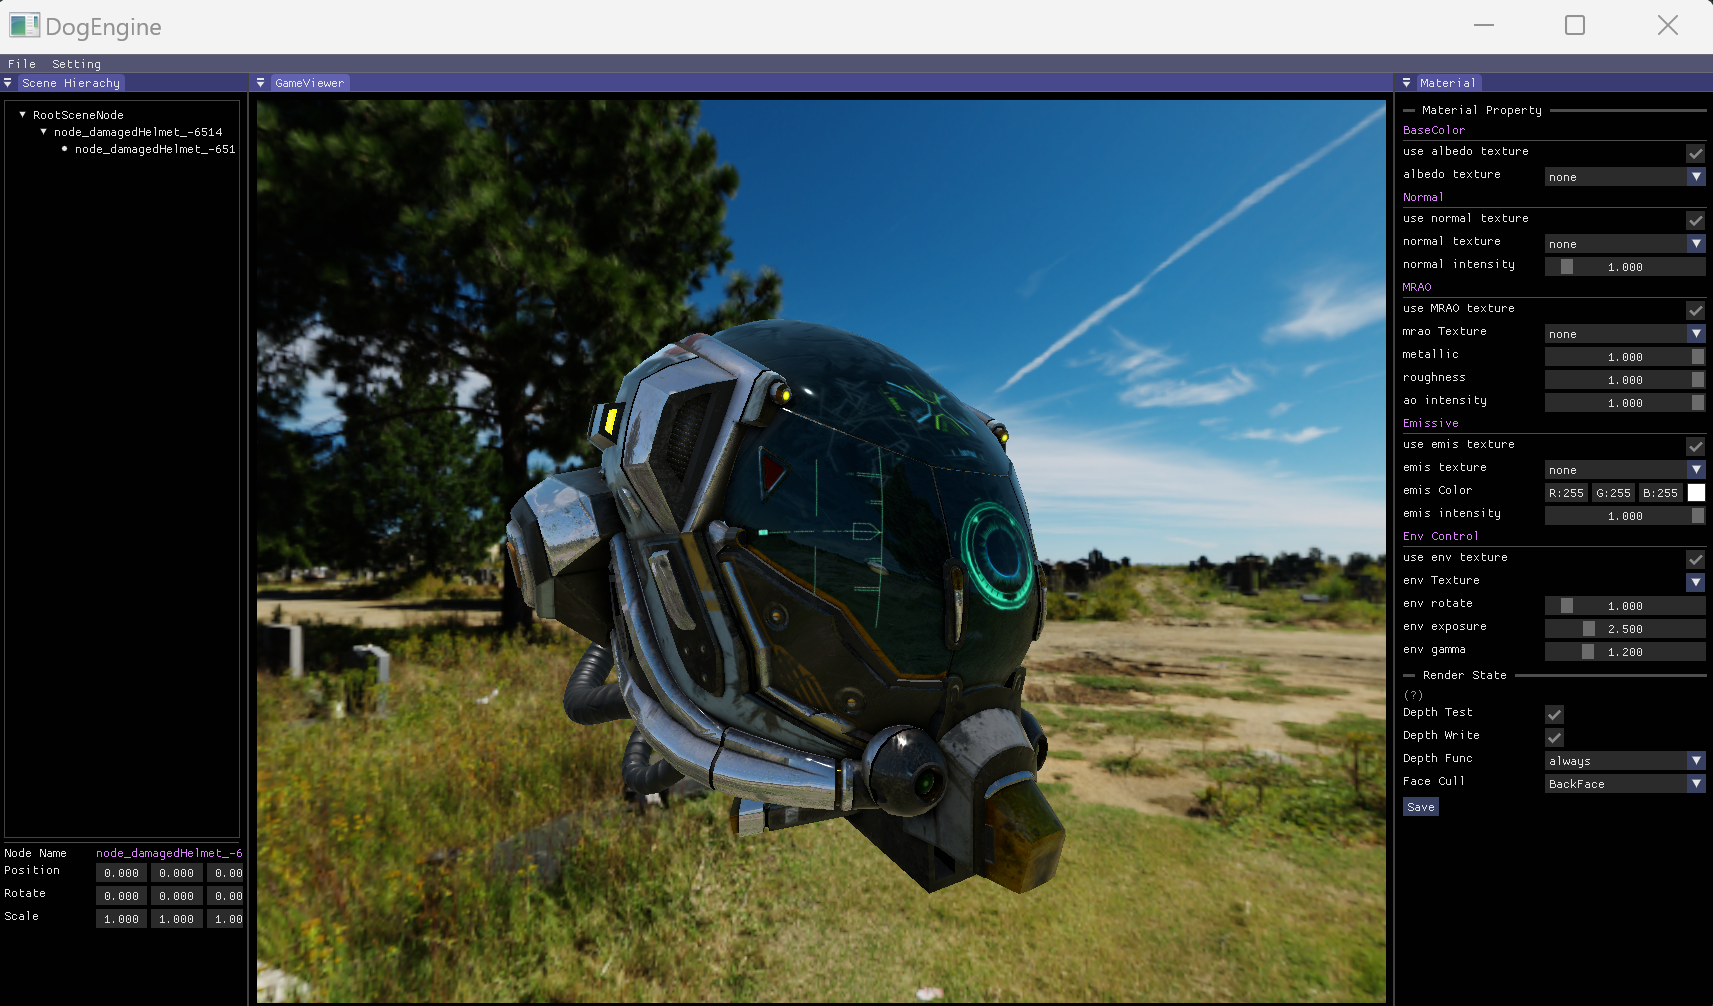 DogEngine
File Setting
Scene Hierachy
RootSceneNode
node_damagedHelmet_-6514
node_damagedHelmet_-651
Node Name node_damagedHelmet_-6
Position 0.000 0.000 0.00
Rotate 0.000 0.000 0.00
Scale 1.000 1.000 1.00
GameViewer
Material
Material Property
BaseColor
use albedo texture
albedo texture none
Normal
use normal texture
normal texture none
normal intensity 1.000
MRAO
use MRAO texture
mrao Texture none
metallic 1.000
roughness 1.000
ao intensity 1.000
Emissive
use emis texture
emis texture none
emis Color R:255 G:255 B:255
emis intensity 1.000
Env Control
use env texture
env Texture
env rotate 1.000
env exposure 2.500
env gamma 1.200
Render State
(?)
Depth Test
Depth Write
Depth Func always
Face Cull BackFace
Save